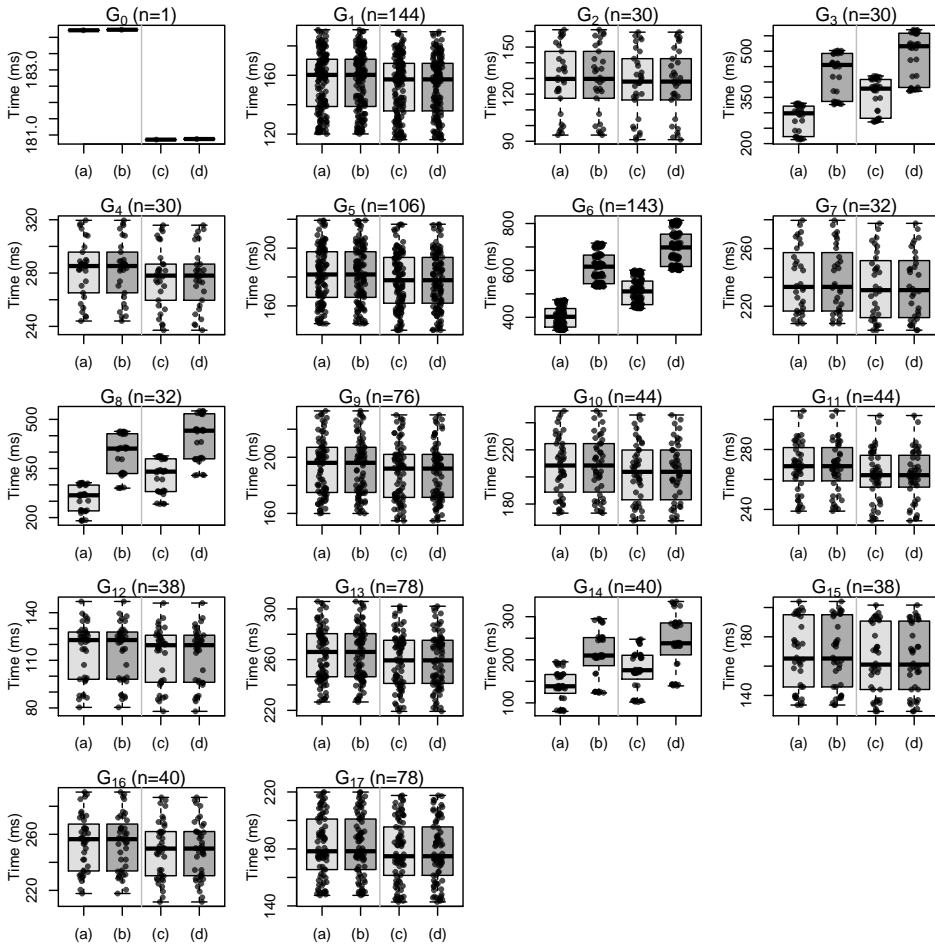 G0 (n=1)
Time (ms)
183.0
181.0
(a) (b) (c) (d)
G1 (n=144)
Time (ms)
160
120
(a) (b) (c) (d)
G2 (n=30)
Time (ms)
150
130
110
90
(a) (b) (c) (d)
G3 (n=30)
Time (ms)
500
350
200
(a) (b) (c) (d)
G4 (n=30)
Time (ms)
320
280
240
(a) (b) (c) (d)
G5 (n=106)
Time (ms)
200
160
(a) (b) (c) (d)
G6 (n=143)
Time (ms)
800
600
400
(a) (b) (c) (d)
G7 (n=32)
Time (ms)
260
220
(a) (b) (c) (d)
G8 (n=32)
Time (ms)
500
350
200
(a) (b) (c) (d)
G9 (n=76)
Time (ms)
200
160
(a) (b) (c) (d)
G10 (n=44)
Time (ms)
220
180
(a) (b) (c) (d)
G11 (n=44)
Time (ms)
280
240
(a) (b) (c) (d)
G12 (n=38)
Time (ms)
140
110
80
(a) (b) (c) (d)
G13 (n=78)
Time (ms)
300
260
220
(a) (b) (c) (d)
G14 (n=40)
Time (ms)
300
200
100
(a) (b) (c) (d)
G15 (n=38)
Time (ms)
180
140
(a) (b) (c) (d)
G16 (n=40)
Time (ms)
260
220
(a) (b) (c) (d)
G17 (n=78)
Time (ms)
220
180
140
(a) (b) (c) (d)